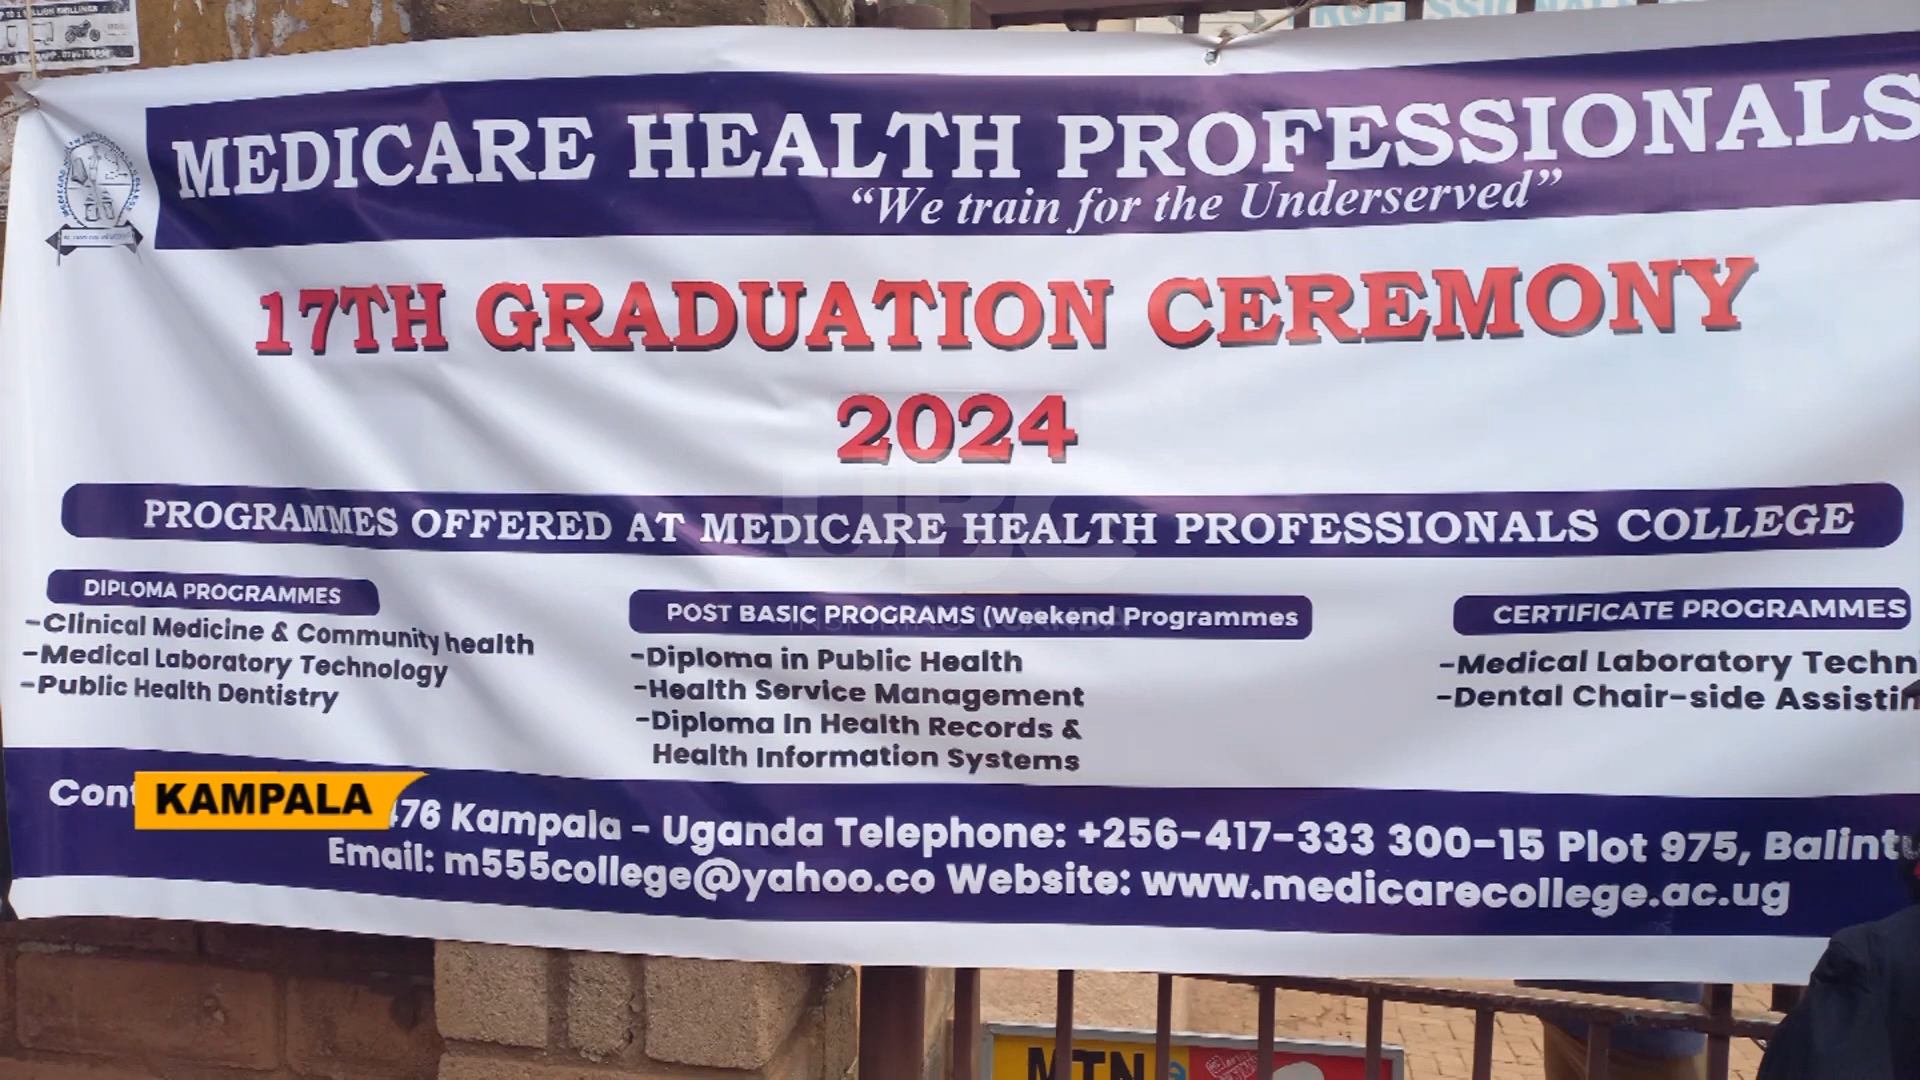 MEDICARE HEALTH PROFESSIONALS
“We train for the Underserved”
17TH GRADUATION CEREMONY
2024
PROGRAMMES OFFERED AT MEDICARE HEALTH PROFESSIONALS COLLEGE
DIPLOMA PROGRAMMES
-Clinical Medicine & Community health
-Medical Laboratory Technology
-Public Health Dentistry
POST BASIC PROGRAMS (Weekend Programmes
-Diploma in Public Health
-Health Service Management
-Diploma In Health Records &
Health Information Systems
CERTIFICATE PROGRAMMES
-Medical Laboratory Techn
-Dental Chair-side Assistin
KAMPALA
Cont 476 Kampala - Uganda Telephone: +256-417-333 300-15 Plot 975, Balintu
Email: m555college@yahoo.co Website: www.medicarecollege.ac.ug
UBC
INSPIRING UGANDA
MTN